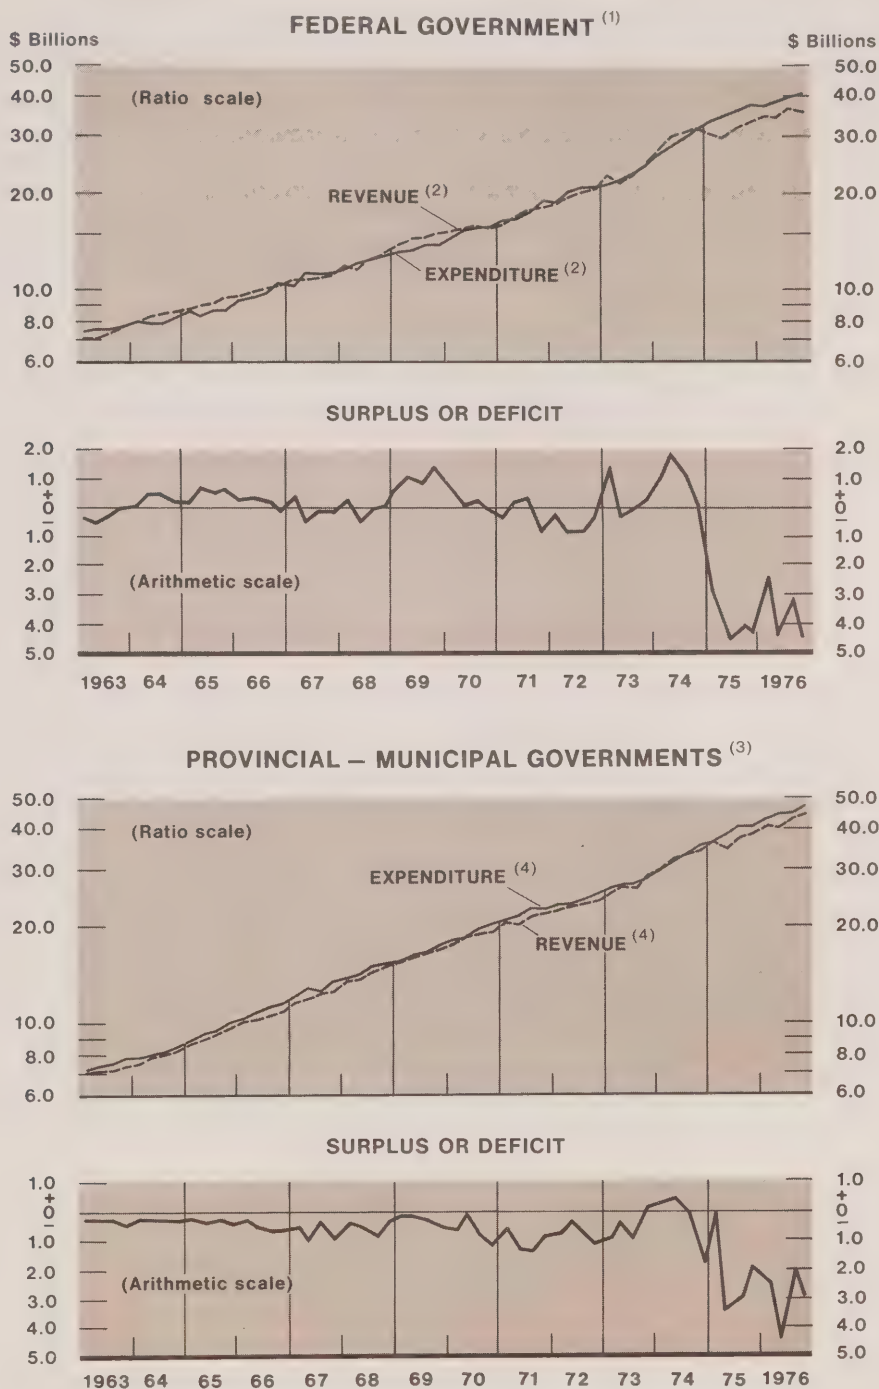 FEDERAL GOVERNMENT (1)
$ Billions $ Billions
50.0 50.0
40.0 (Ratio scale) 40.0
30.0 30.0
20.0 20.0
REVENUE (2)
EXPENDITURE (2)
10.0 10.0
8.0 8.0
6.0 6.0
SURPLUS OR DEFICIT
2.0 2.0
1.0 1.0
+ +
0 0
– –
1.0 1.0
2.0 2.0
(Arithmetic scale)
3.0 3.0
4.0 4.0
5.0 5.0
1963 64 65 66 67 68 69 70 71 72 73 74 75 1976
PROVINCIAL – MUNICIPAL GOVERNMENTS (3)
50.0 50.0
40.0 (Ratio scale) 40.0
30.0 30.0
EXPENDITURE (4)
20.0 20.0
REVENUE (4)
10.0 10.0
8.0 8.0
6.0 6.0
SURPLUS OR DEFICIT
1.0 1.0
+ +
0 0
– –
1.0 1.0
2.0 2.0
(Arithmetic scale)
3.0 3.0
4.0 4.0
5.0 5.0
1963 64 65 66 67 68 69 70 71 72 73 74 75 1976